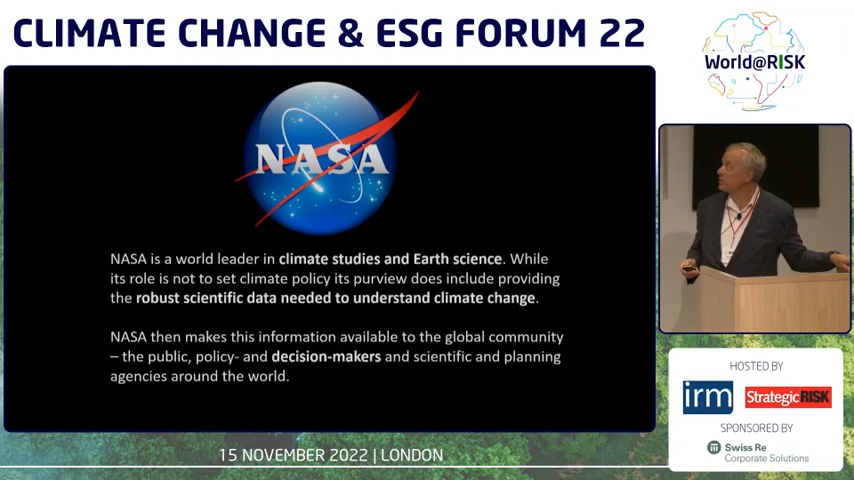 CLIMATE CHANGE & ESG FORUM 22
World@RISK
NASA
NASA is a world leader in climate studies and Earth science. While
its role is not to set climate policy its purview does include providing
the robust scientific data needed to understand climate change.
NASA then makes this information available to the global community
– the public, policy- and decision-makers and scientific and planning
agencies around the world.
HOSTED BY
irm
StrategicRISK
SPONSORED BY
Swiss Re
Corporate Solutions
15 NOVEMBER 2022 | LONDON